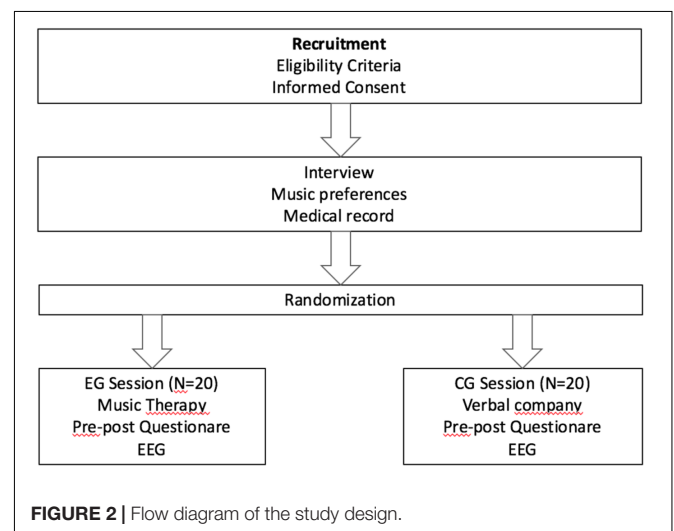 Recruitment
Eligibility Criteria
Informed Consent
Interview
Music preferences
Medical record
Randomization
EG Session (N=20)
Music Therapy
Pre-post Questionare
EEG
CG Session (N=20)
Verbal company
Pre-post Questionare
EEG
FIGURE 2 | Flow diagram of the study design.